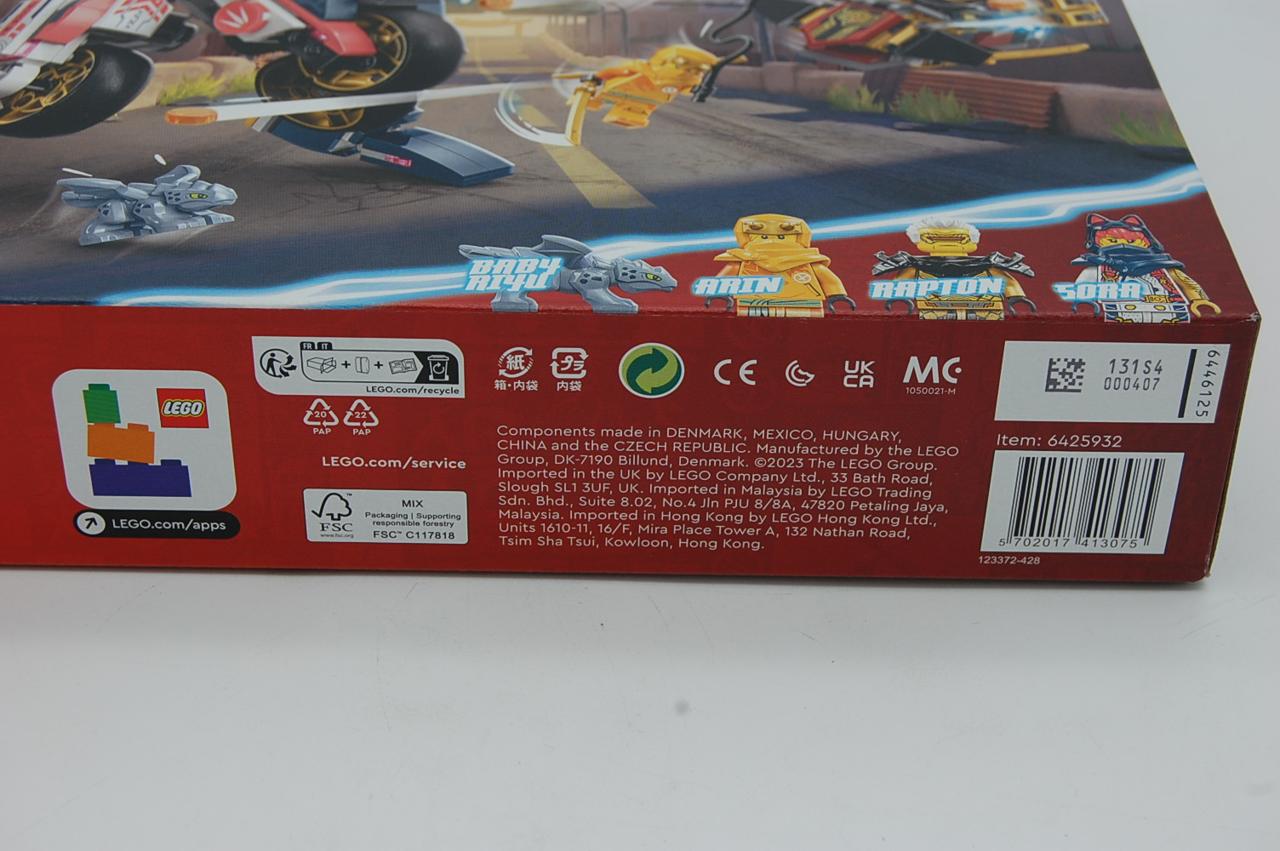 BABY
RIYU
ARIN
RAPTON
SORA
FR IT
LEGO.com/recycle
20
PAP
22
PAP
LEGO.com/service
FSC
www.fsc.org
MIX
Packaging | Supporting
responsible forestry
FSC™ C117818
LEGO
LEGO.com/apps
紙
箱・内袋
プラ
内袋
CE
UK
CA
MC
1050021-M
Components made in DENMARK, MEXICO, HUNGARY,
CHINA and the CZECH REPUBLIC. Manufactured by the LEGO
Group, DK-7190 Billund, Denmark. ©2023 The LEGO Group.
Imported in the UK by LEGO Company Ltd., 33 Bath Road,
Slough SL1 3UF, UK. Imported in Malaysia by LEGO Trading
Sdn. Bhd., Suite 8.02, No.4 Jln PJU 8/8A, 47820 Petaling Jaya,
Malaysia. Imported in Hong Kong by LEGO Hong Kong Ltd.,
Units 1610-11, 16/F, Mira Place Tower A, 132 Nathan Road,
Tsim Sha Tsui, Kowloon, Hong Kong.
131S4
000407
6446125
Item: 6425932
5 702017 413075
123372-428